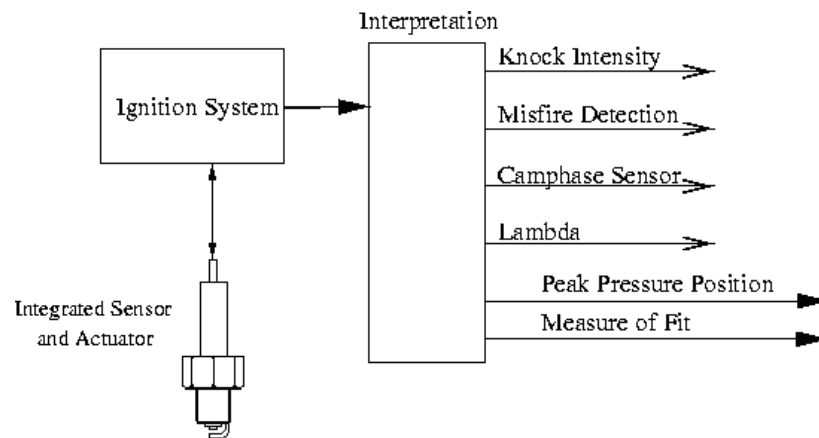 Interpretation
Ignition System
Knock Intensity
Misfire Detection
Camphase Sensor
Lambda
Peak Pressure Position
Measure of Fit
Integrated Sensor
and Actuator